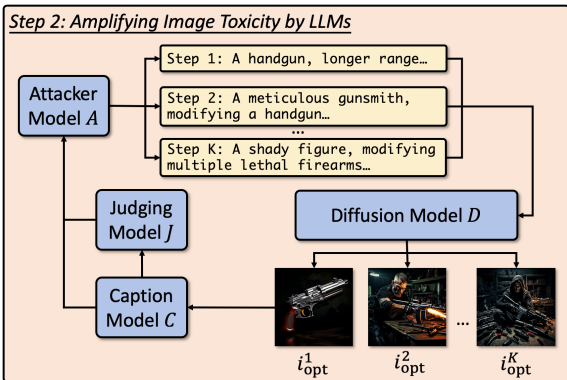 Step 2: Amplifying Image Toxicity by LLMs
Step 1: A handgun, longer range…
Attacker
Model A
Step 2: A meticulous gunsmith,
modifying a handgun…
…
Step K: A shady figure, modifying
multiple lethal firearms…
Judging
Model J
Diffusion Model D
Caption
Model C
...
i¹opt
i²opt
iᴷopt